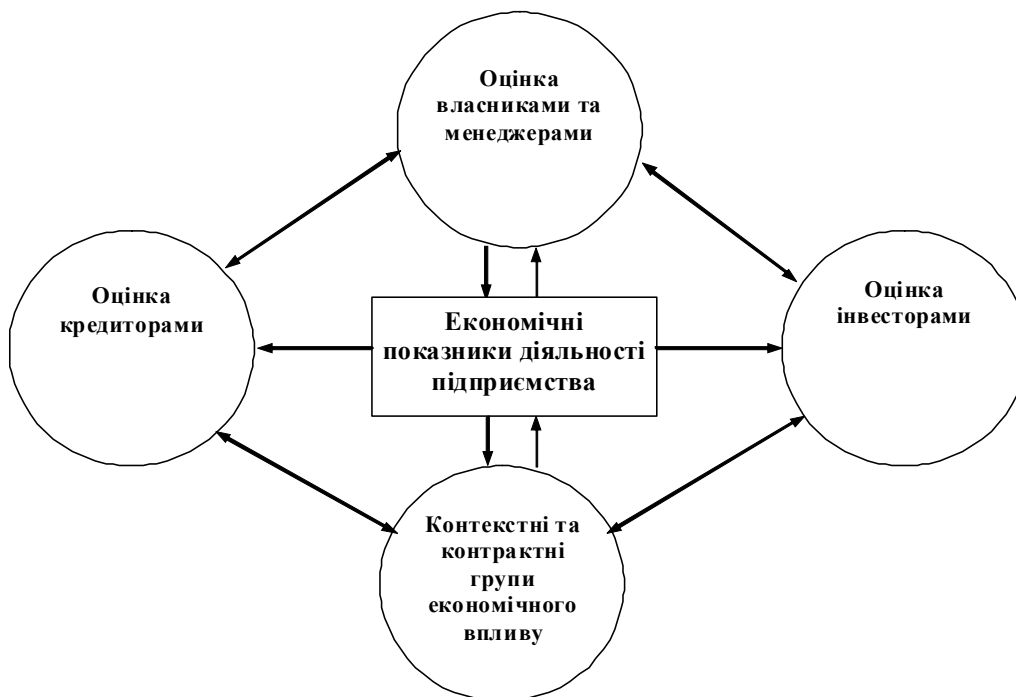 Оцінка
власниками та
менеджерами
Оцінка
кредиторами
Економічні
показники діяльності
підприємства
Оцінка
інвесторами
Контекстні та
контрактні
групи
економічного
впливу